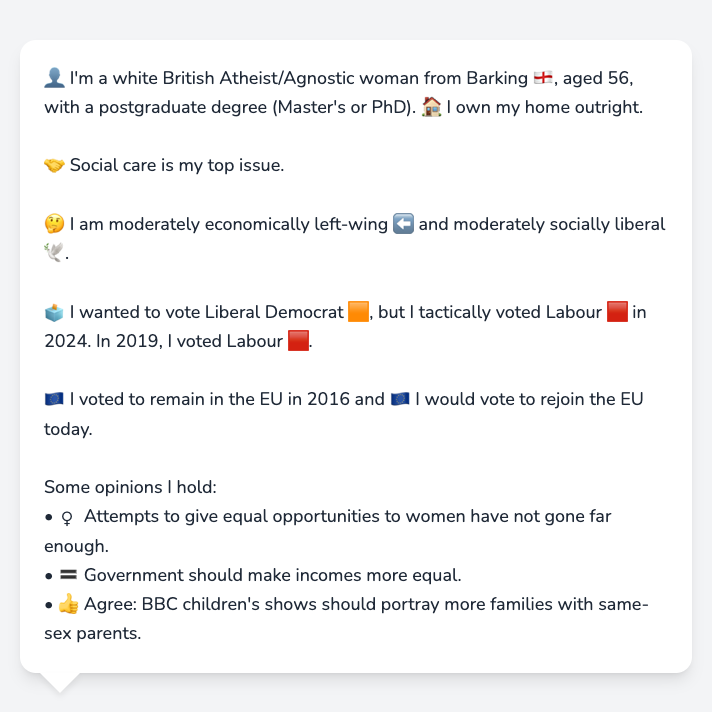 👤 I'm a white British Atheist/Agnostic woman from Barking 🏴󠁧󠁢󠁥󠁮󠁧󠁿, aged 56,
with a postgraduate degree (Master's or PhD). 🏠 I own my home outright.
🤝 Social care is my top issue.
🤔 I am moderately economically left-wing ⬅️ and moderately socially liberal
🕊️.
🗳️ I wanted to vote Liberal Democrat 🟧, but I tactically voted Labour 🟥 in
2024. In 2019, I voted Labour 🟥.
🇪🇺 I voted to remain in the EU in 2016 and 🇪🇺 I would vote to rejoin the EU
today.
Some opinions I hold:
• ♀ Attempts to give equal opportunities to women have not gone far
enough.
• 🟰 Government should make incomes more equal.
• 👍 Agree: BBC children's shows should portray more families with same-
sex parents.